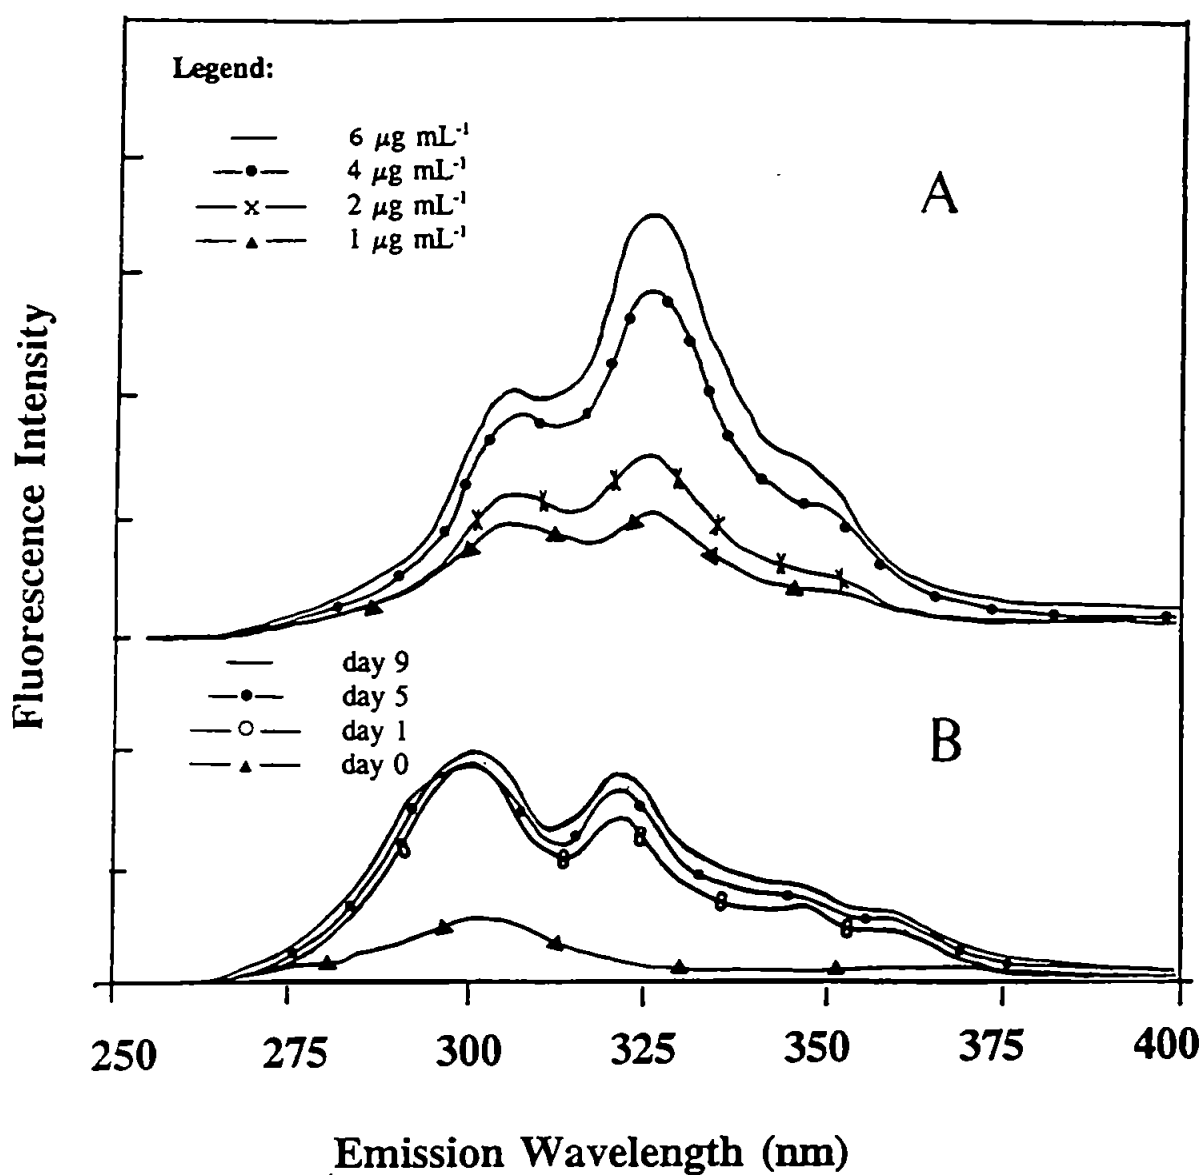 Legend:
6 μg mL⁻¹
4 μg mL⁻¹
2 μg mL⁻¹
1 μg mL⁻¹
A
Fluorescence Intensity
day 9
day 5
day 1
day 0
B
250 275 300 325 350 375 400
Emission Wavelength (nm)